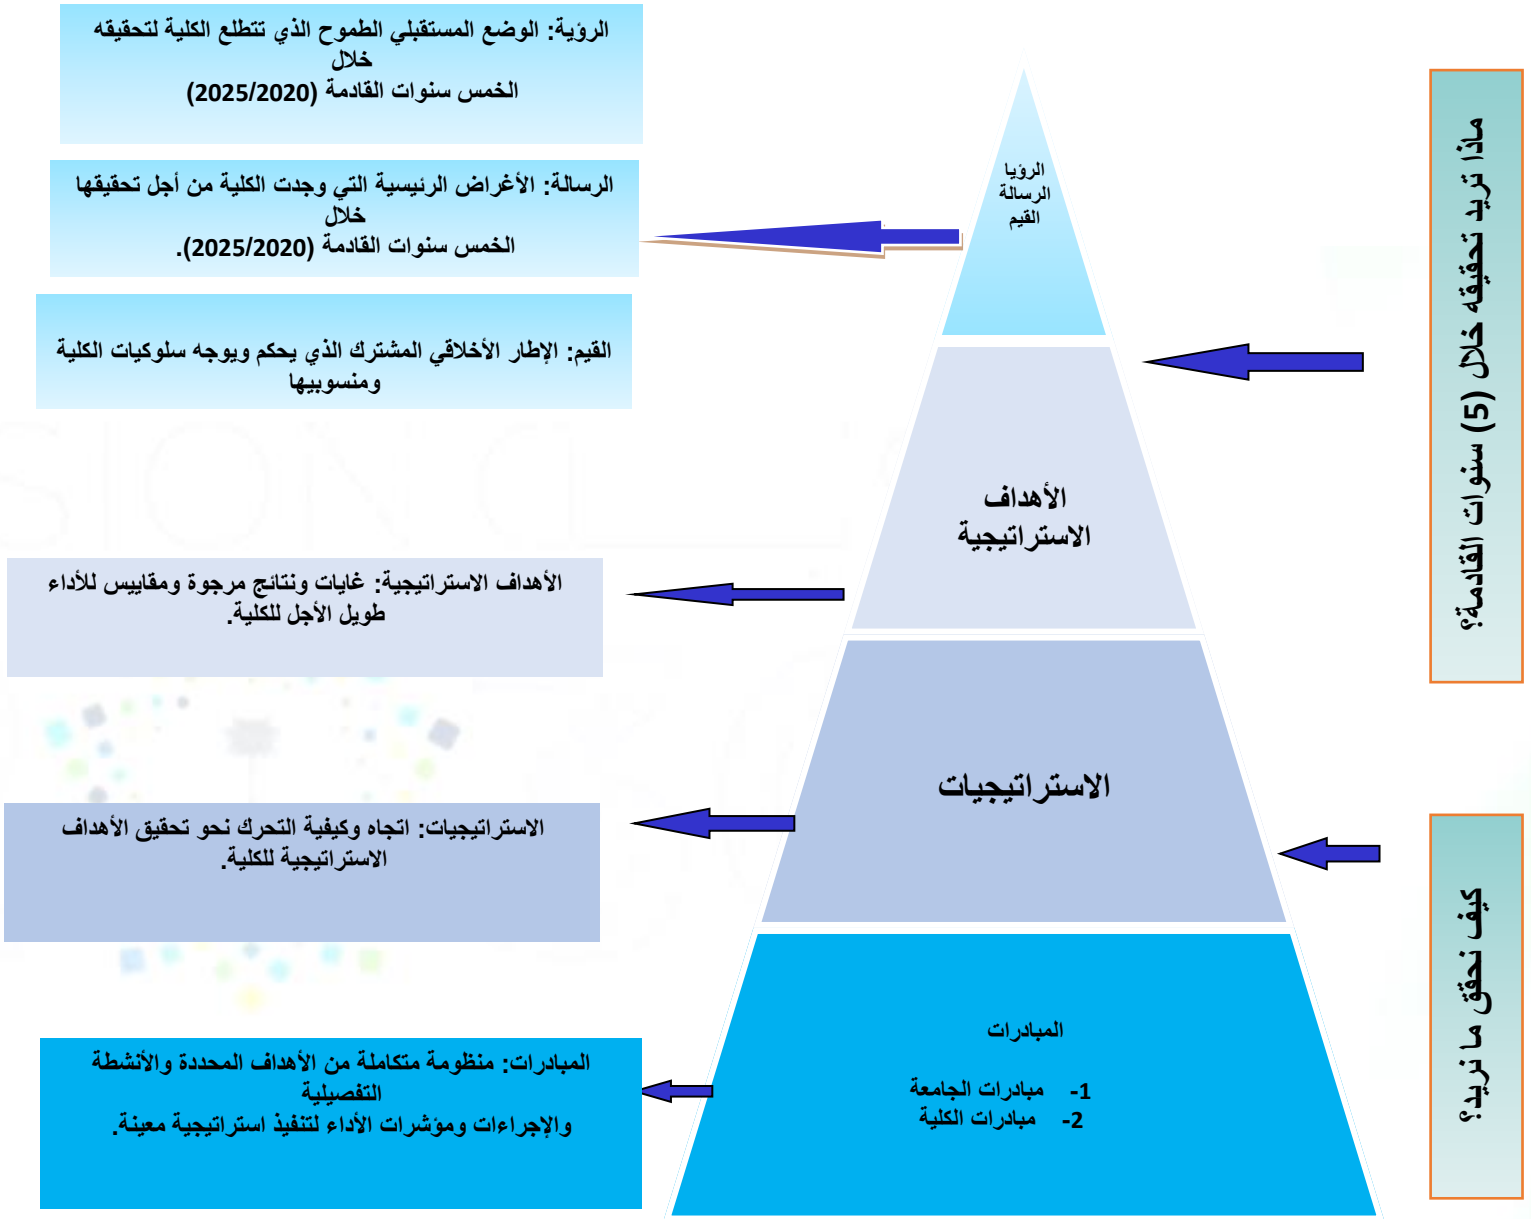 ماذا نريد تحقيقه خلال (5) سنوات القادمة؟
كيف نحقق ما نريد؟
الرؤيا
الرسالة
القيم
الأهداف
الاستراتيجية
الاستراتيجيات
المبادرات
1- مبادرات الجامعة
2- مبادرات الكلية
الرؤية: الوضع المستقبلي الطموح الذي تتطلع الكلية لتحقيقه
خلال
الخمس سنوات القادمة (2025/2020)
الرسالة: الأغراض الرئيسية التي وجدت الكلية من أجل تحقيقها
خلال
الخمس سنوات القادمة (2025/2020).
القيم: الإطار الأخلاقي المشترك الذي يحكم ويوجه سلوكيات الكلية
ومنسوبيها
الأهداف الاستراتيجية: غايات ونتائج مرجوة ومقاييس للأداء
طويل الأجل للكلية.
الاستراتيجيات: اتجاه وكيفية التحرك نحو تحقيق الأهداف
الاستراتيجية للكلية.
المبادرات: منظومة متكاملة من الأهداف المحددة والأنشطة
التفصيلية
والإجراءات ومؤشرات الأداء لتنفيذ استراتيجية معينة.